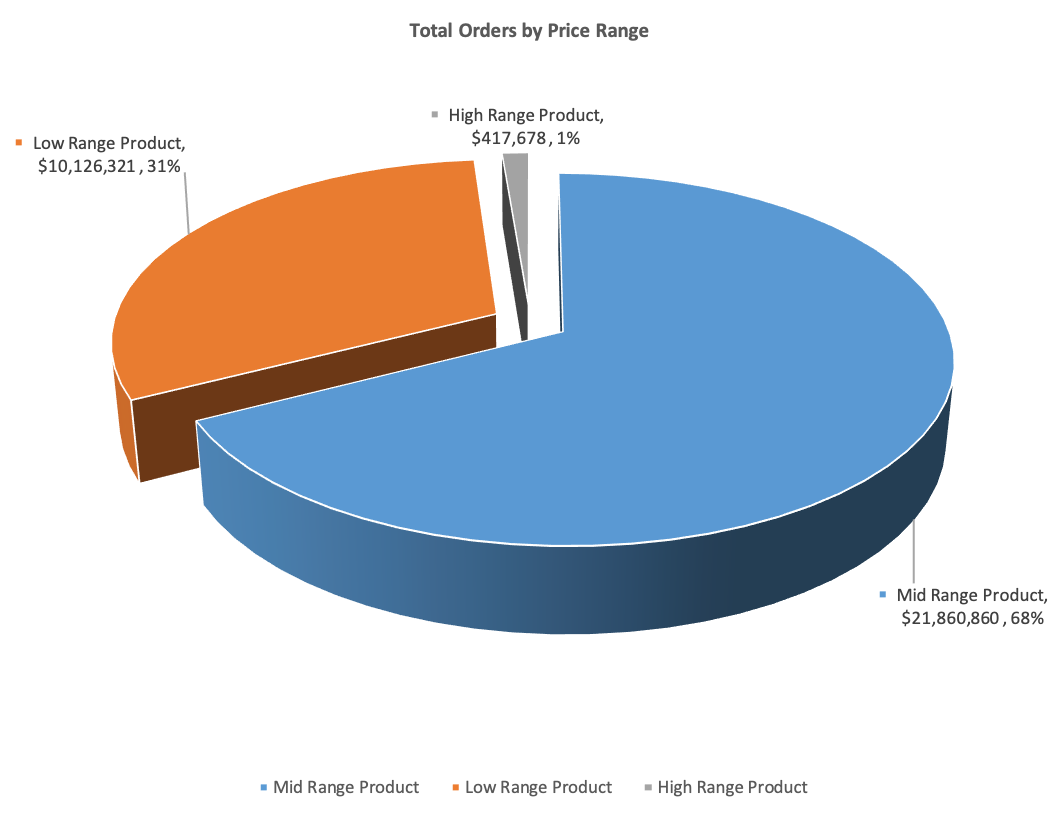 Total Orders by Price Range
High Range Product,
$417,678 , 1%
Low Range Product,
$10,126,321 , 31%
Mid Range Product,
$21,860,860 , 68%
Mid Range Product
Low Range Product
High Range Product